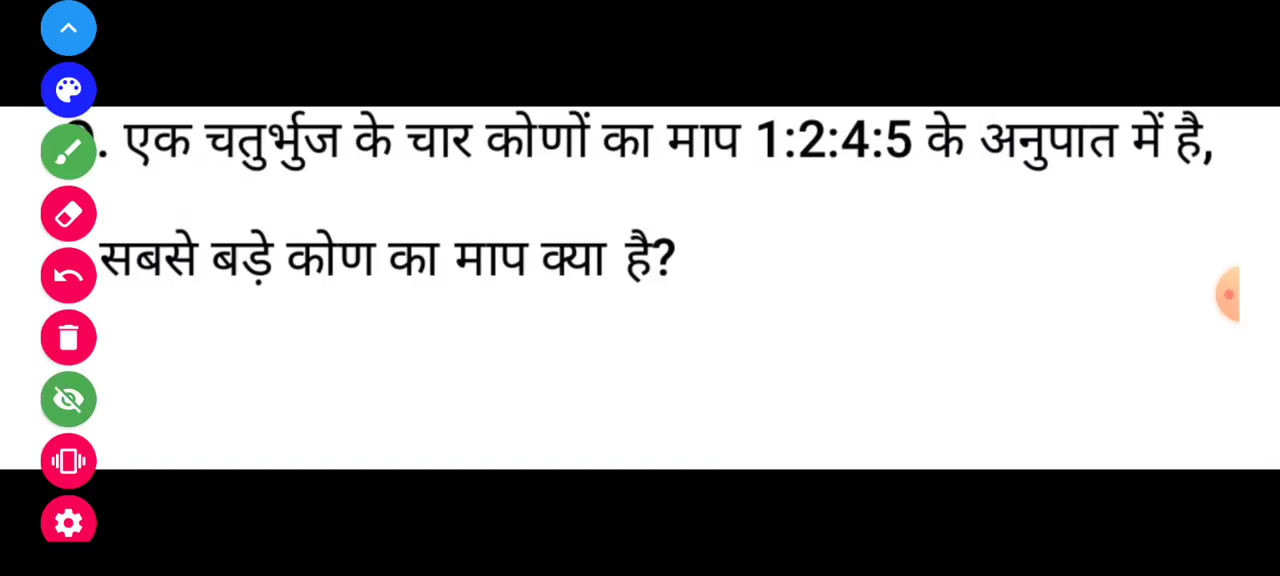 . एक चतुर्भुज के चार कोणों का माप 1:2:4:5 के अनुपात में है,
सबसे बड़े कोण का माप क्या है?